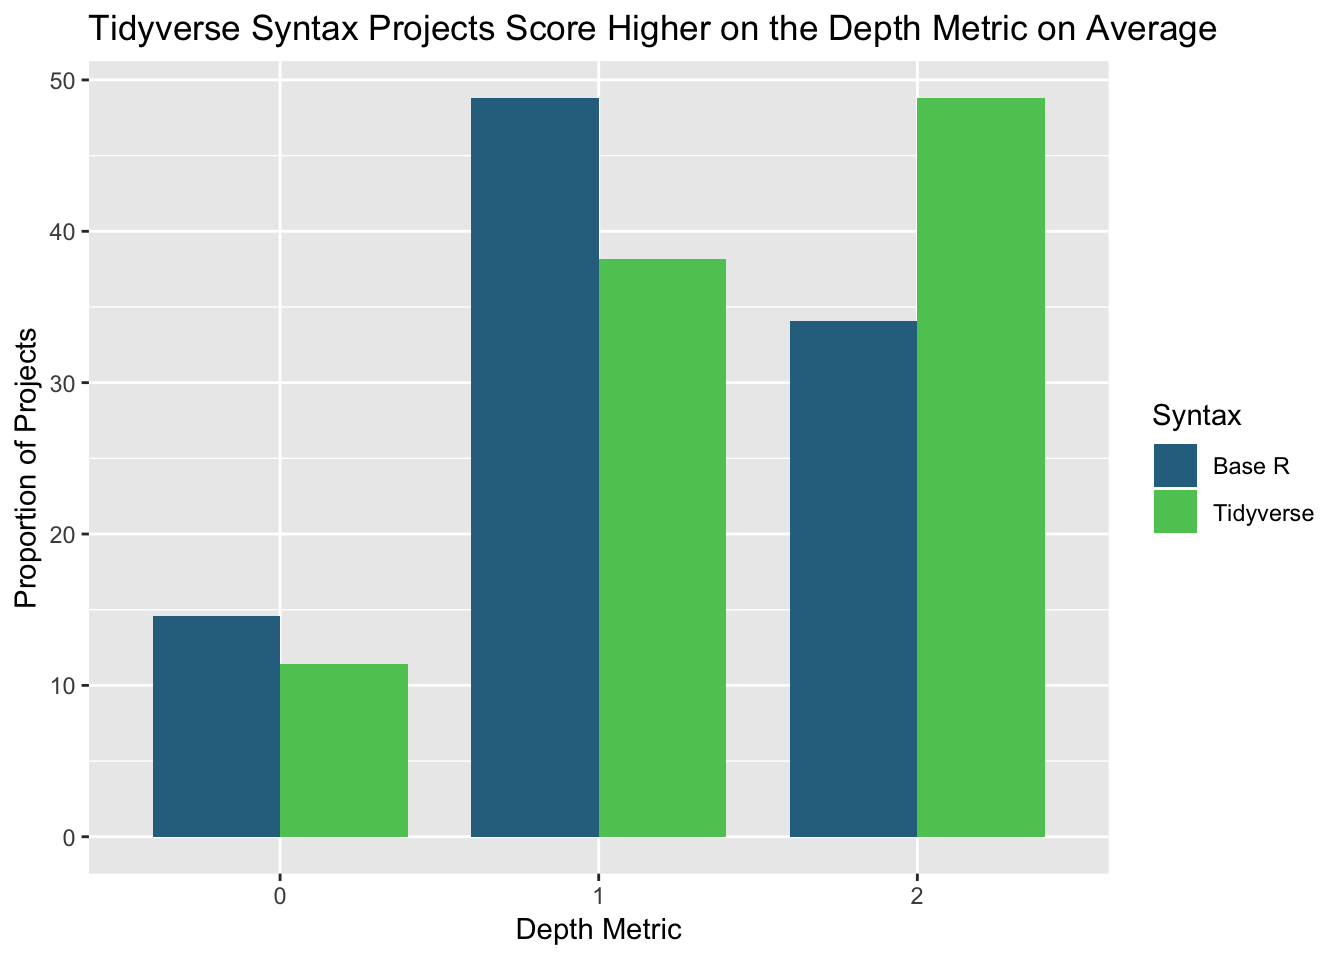 Tidyverse Syntax Projects Score Higher on the Depth Metric on Average
50
40
30
20
10
0
Proportion of Projects
0 1 2
Depth Metric
Syntax
Base R
Tidyverse